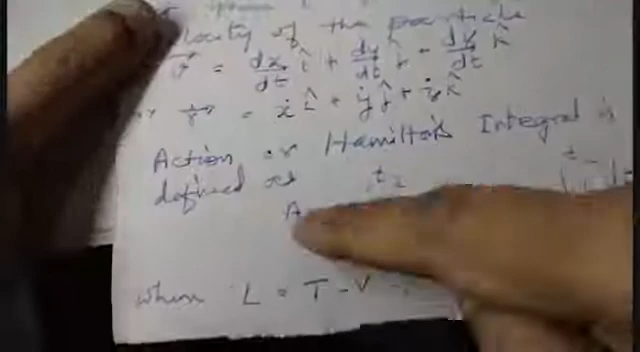 velocity of the particle
v = dx/dt î + dy/dt ĵ + dz/dt k̂
or v = ẋ î + ẏ ĵ + ż k̂
Action or Hamilton's Integral is
defined as t₂
A
where L = T - V